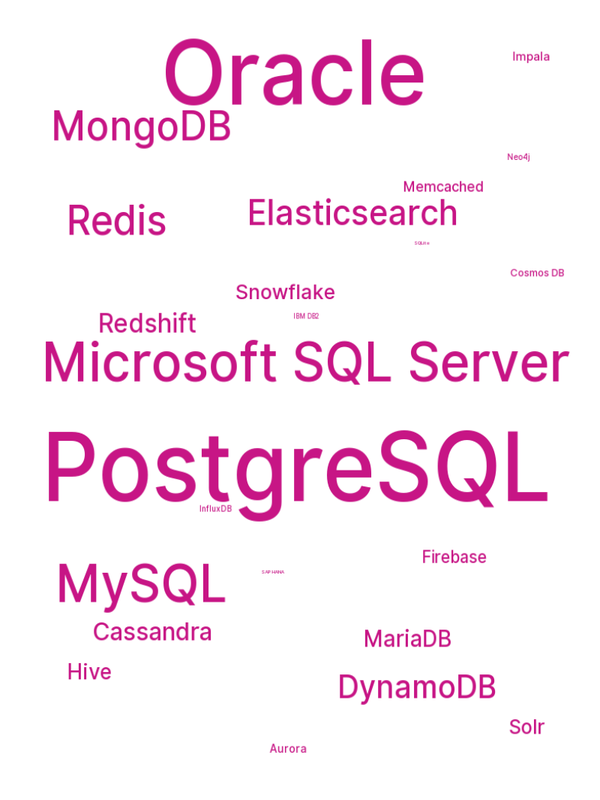 Oracle
Impala
MongoDB
Neo4j
Memcached
Redis
Elasticsearch
Cosmos DB
Snowflake
IBM DB2
Redshift
Microsoft SQL Server
PostgreSQL
InfluxDB
Firebase
SAP HANA
MySQL
Cassandra
MariaDB
Hive
DynamoDB
Solr
Aurora